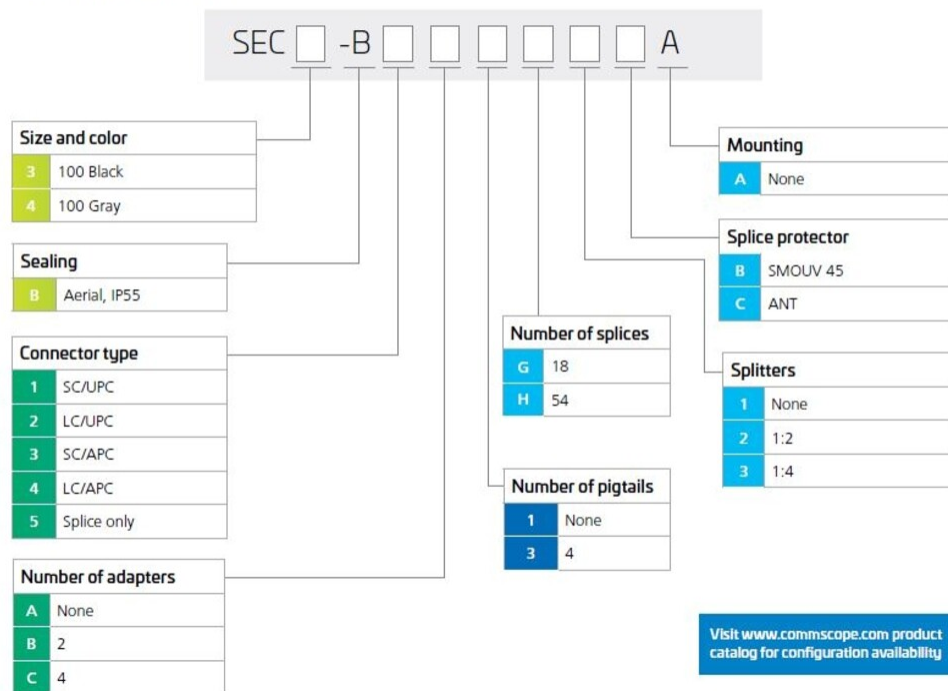 SEC -B A
Size and color
3 100 Black
4 100 Gray
Sealing
B Aerial, IP55
Connector type
1 SC/UPC
2 LC/UPC
3 SC/APC
4 LC/APC
5 Splice only
Number of adapters
A None
B 2
C 4
Number of splices
G 18
H 54
Number of pigtails
1 None
3 4
Mounting
A None
Splice protector
B SMOUV 45
C ANT
Splitters
1 None
2 1:2
3 1:4
Visit www.commscope.com product
catalog for configuration availability